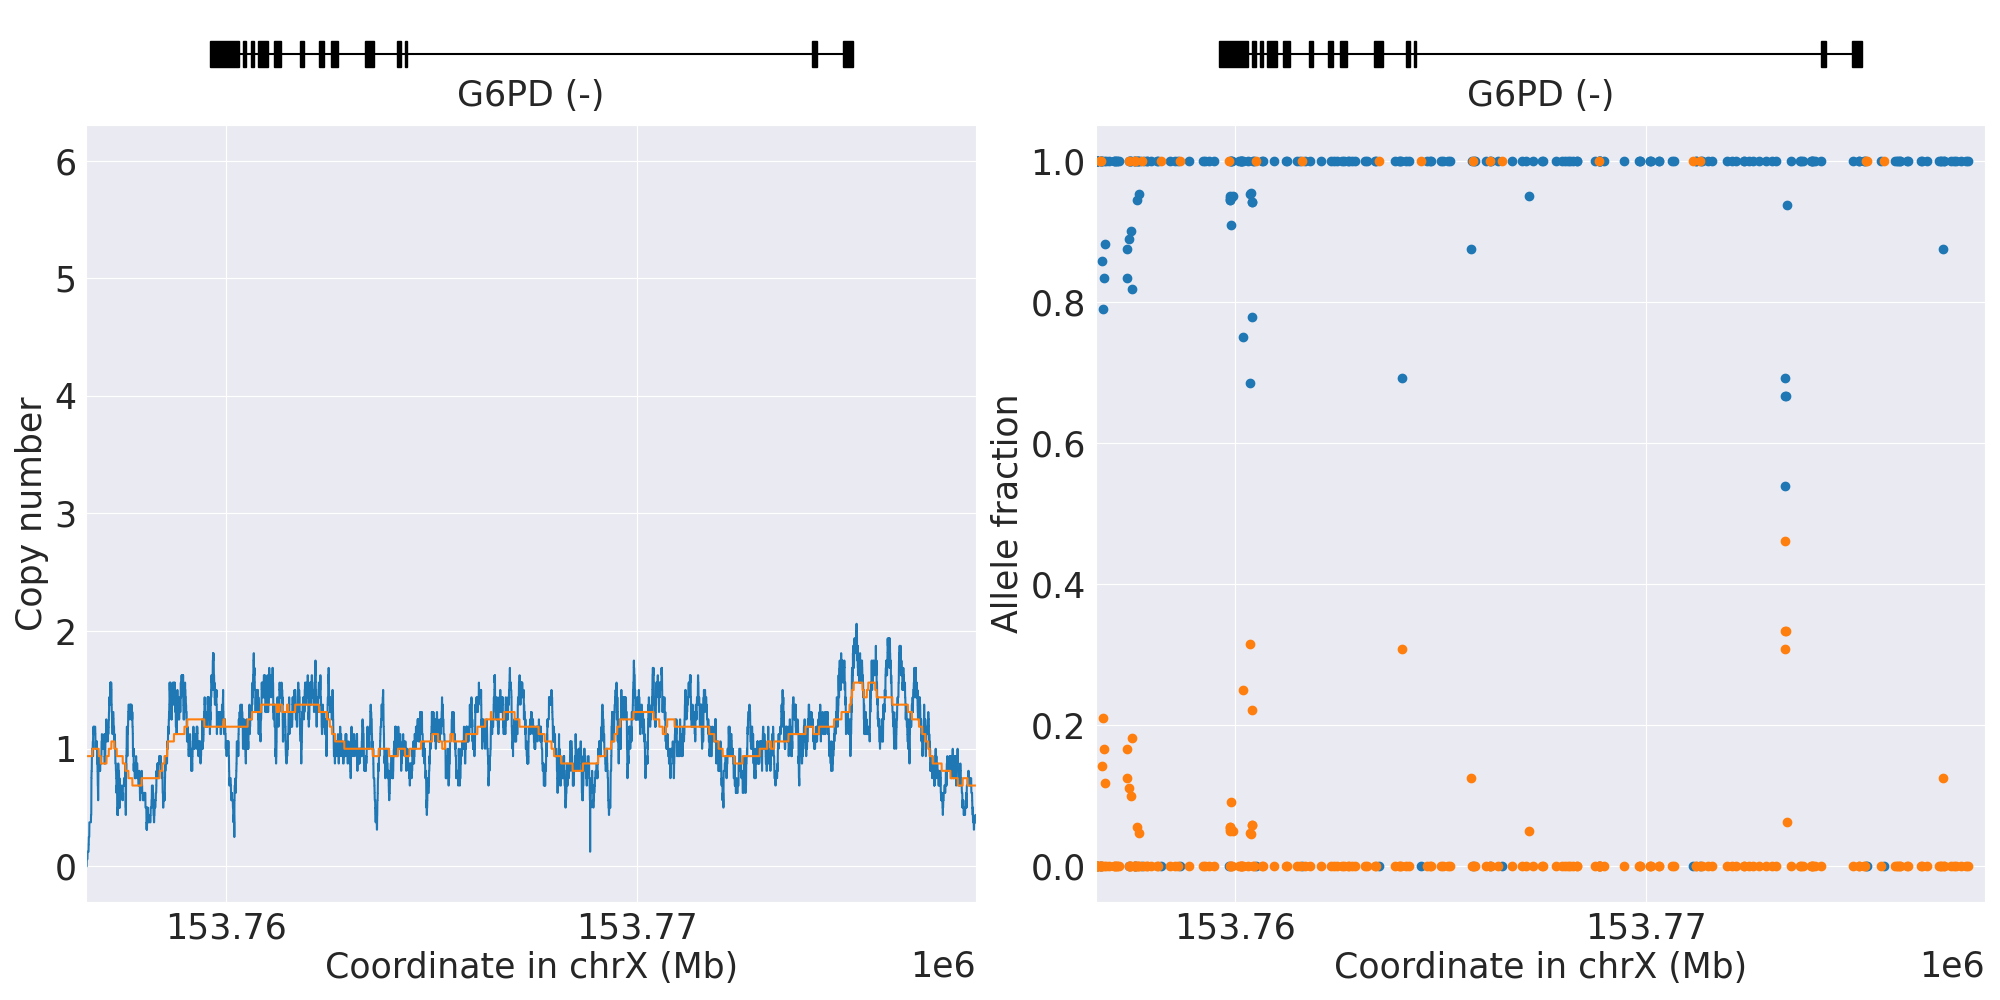 G6PD (-)
6
5
4
3
2
1
0
Copy number
153.76
153.77
Coordinate in chrX (Mb)
1e6
G6PD (-)
1.0
0.8
0.6
0.4
0.2
0.0
Allele fraction
153.76
153.77
Coordinate in chrX (Mb)
1e6